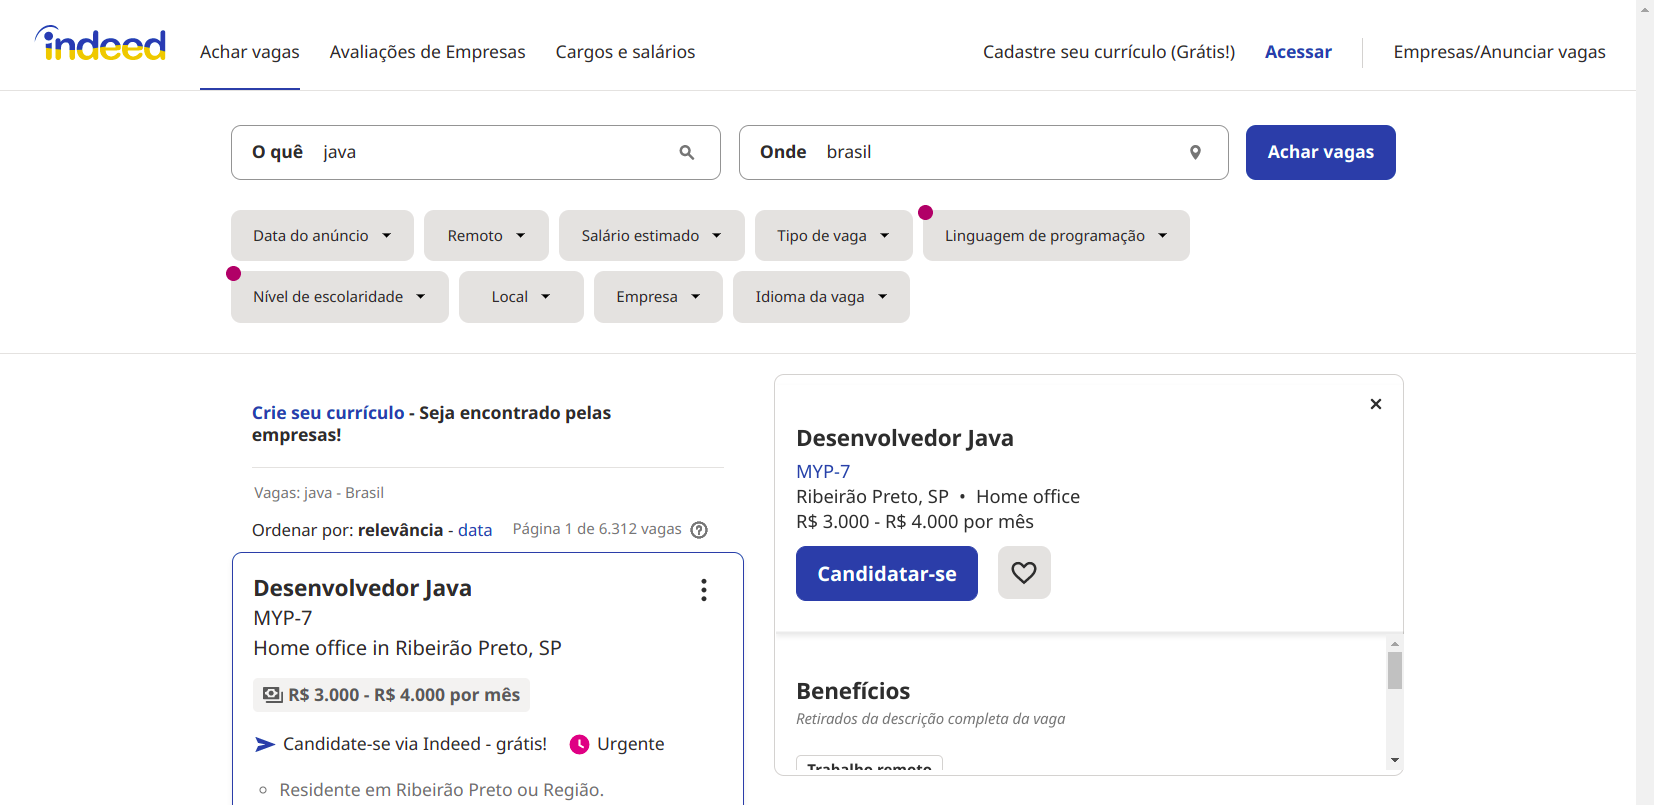 indeed
Achar vagas
Avaliações de Empresas
Cargos e salários
Cadastre seu currículo (Grátis!)
Acessar
Empresas/Anunciar vagas
O quê java
Onde brasil
Achar vagas
Data do anúncio
Remoto
Salário estimado
Tipo de vaga
Linguagem de programação
Nível de escolaridade
Local
Empresa
Idioma da vaga
Crie seu currículo - Seja encontrado pelas
empresas!
Vagas: java - Brasil
Ordenar por: relevância - data
Página 1 de 6.312 vagas
Desenvolvedor Java
MYP-7
Home office in Ribeirão Preto, SP
R$ 3.000 - R$ 4.000 por mês
Candidate-se via Indeed - grátis!
Urgente
Residente em Ribeirão Preto ou Região.
Desenvolvedor Java
MYP-7
Ribeirão Preto, SP • Home office
R$ 3.000 - R$ 4.000 por mês
Candidatar-se
Benefícios
Retirados da descrição completa da vaga
Trabalho remoto